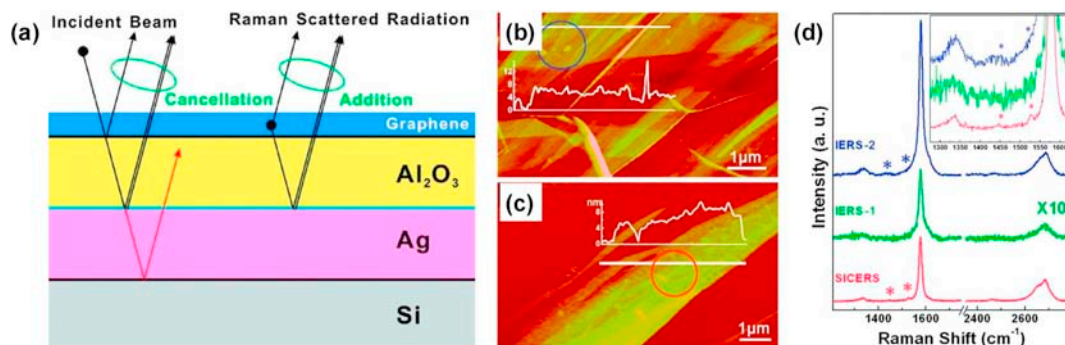 (a)
Incident Beam
Raman Scattered Radiation
Cancellation
Addition
Graphene
Al₂O₃
Ag
Si
(b)
12
8
4
0
1μm
(c)
nm
8
4
0
1μm
(d)
Intensity (a. u.)
1300 1350 1400 1450 1500 1550 1600
IERS-2
* *
IERS-1
X10
SICERS
* *
1400 1600 2400 2600
Raman Shift (cm⁻¹)